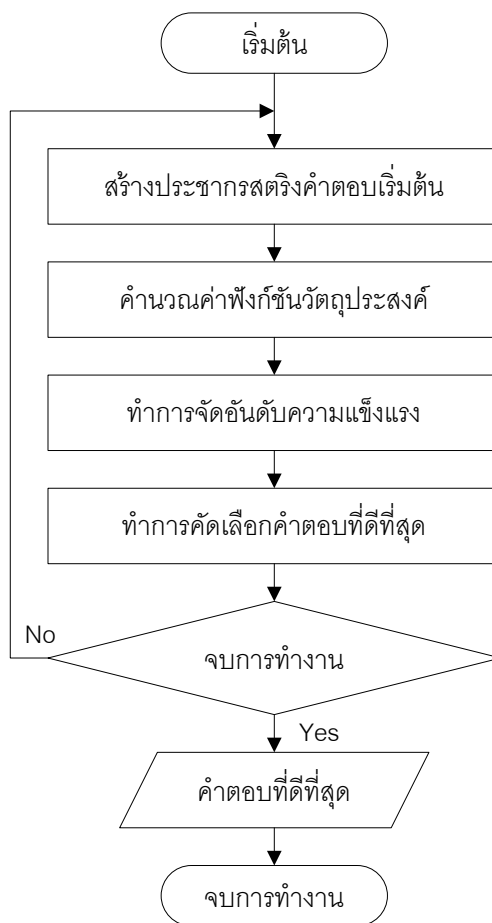 เริ่มต้น
สร้างประชากรสตริงคำตอบเริ่มต้น
คำนวณค่าฟังก์ชันวัตถุประสงค์
ทำการจัดอันดับความแข็งแรง
ทำการคัดเลือกคำตอบที่ดีที่สุด
No
จบการทำงาน
Yes
คำตอบที่ดีที่สุด
จบการทำงาน